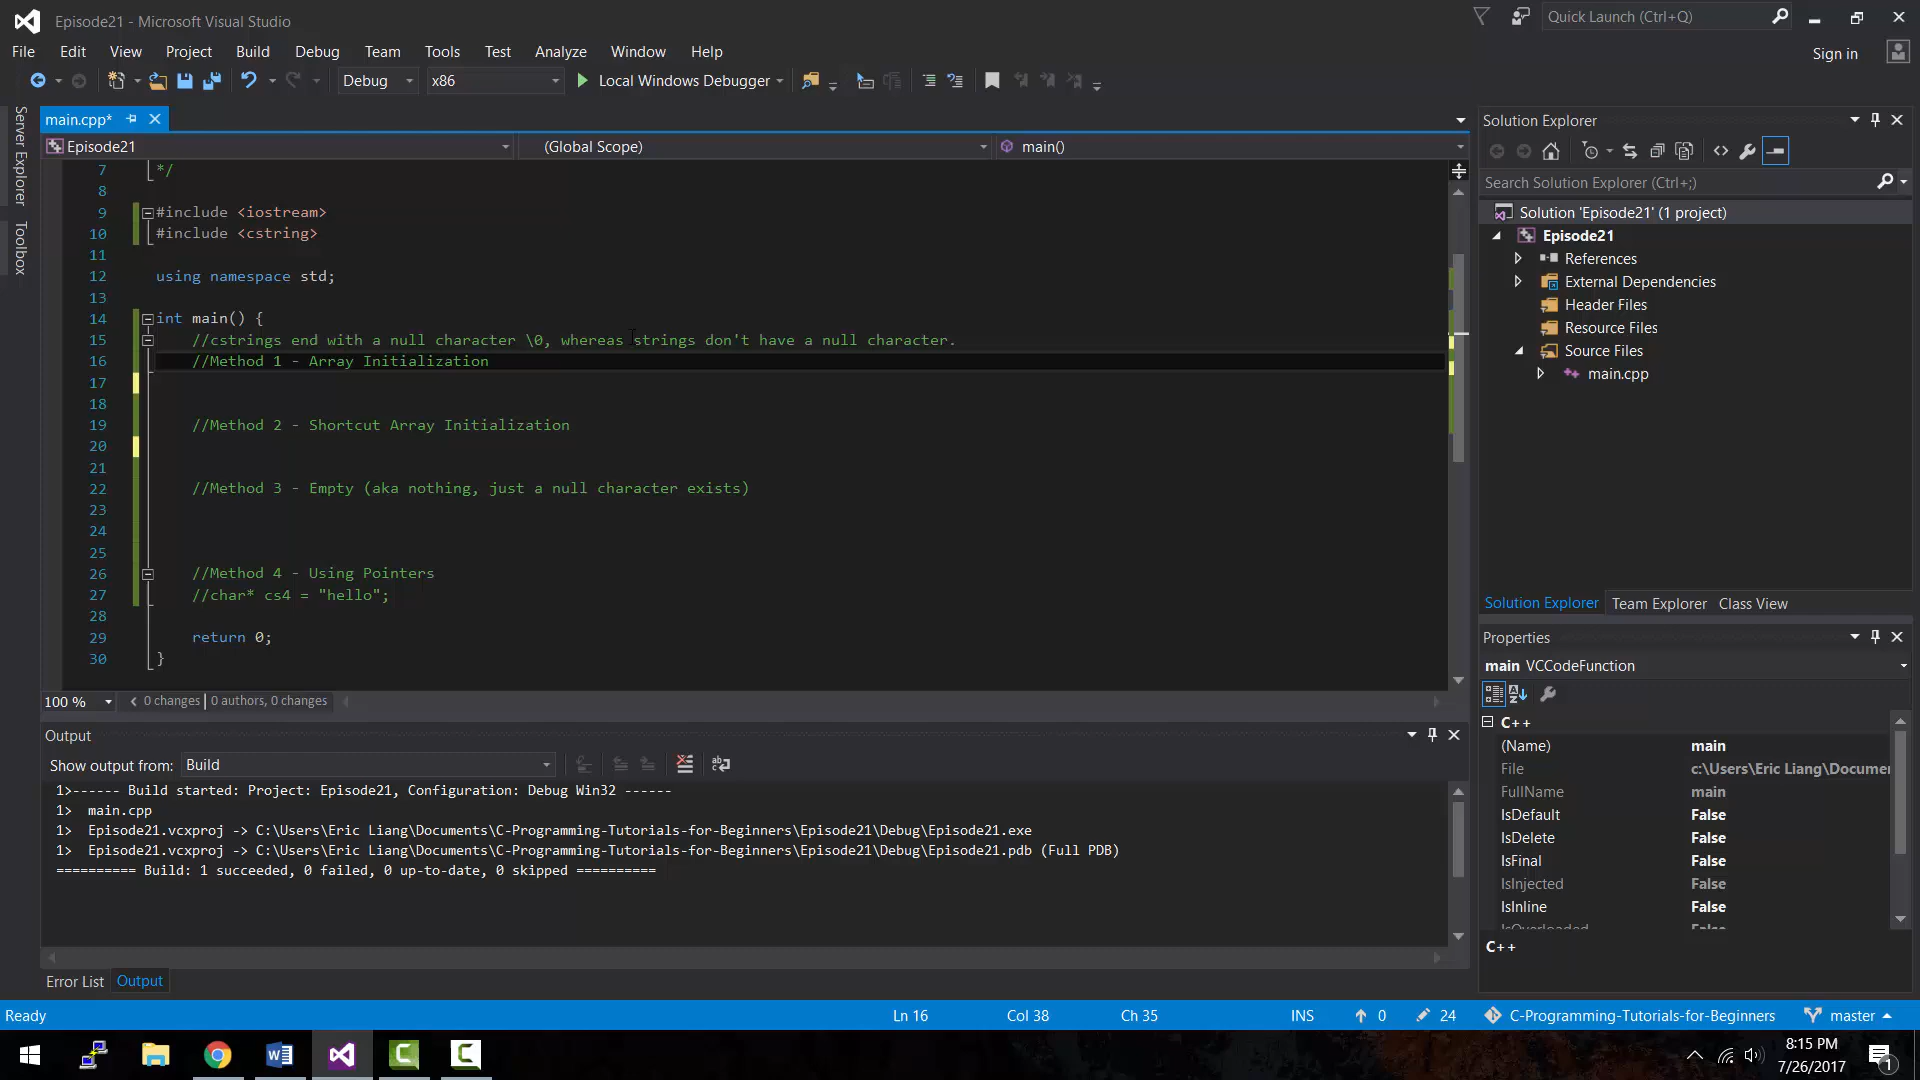 Episode21 - Microsoft Visual Studio
Quick Launch (Ctrl+Q)
File Edit View Project Build Debug Team Tools Test Analyze Window Help
Sign in
Debug x86 Local Windows Debugger
Server Explorer
Toolbox
main.cpp*
Episode21 (Global Scope) main()
7 */
8
9 #include <iostream>
10 #include <cstring>
11
12 using namespace std;
13
14 int main() {
15 //cstrings end with a null character \0, whereas strings don't have a null character.
16 //Method 1 - Array Initialization
17
18
19 //Method 2 - Shortcut Array Initialization
20
21
22 //Method 3 - Empty (aka nothing, just a null character exists)
23
24
25
26 //Method 4 - Using Pointers
27 //char* cs4 = "hello";
28
29 return 0;
30 }
100 % 0 changes | 0 authors, 0 changes
Output
Show output from: Build
1>------ Build started: Project: Episode21, Configuration: Debug Win32 ------
1> main.cpp
1> Episode21.vcxproj -> C:\Users\Eric Liang\Documents\C-Programming-Tutorials-for-Beginners\Episode21\Debug\Episode21.exe
1> Episode21.vcxproj -> C:\Users\Eric Liang\Documents\C-Programming-Tutorials-for-Beginners\Episode21\Debug\Episode21.pdb (Full PDB)
========== Build: 1 succeeded, 0 failed, 0 up-to-date, 0 skipped ==========
Error List Output
Solution Explorer
Search Solution Explorer (Ctrl+;)
Solution 'Episode21' (1 project)
Episode21
References
External Dependencies
Header Files
Resource Files
Source Files
main.cpp
Solution Explorer Team Explorer Class View
Properties
main VCCodeFunction
C++
(Name) main
File c:\Users\Eric Liang\Documer
FullName main
IsDefault False
IsDelete False
IsFinal False
IsInjected False
IsInline False
IsOverloaded False
C++
Ready Ln 16 Col 38 Ch 35 INS 0 24 C-Programming-Tutorials-for-Beginners master
8:15 PM
7/26/2017
1